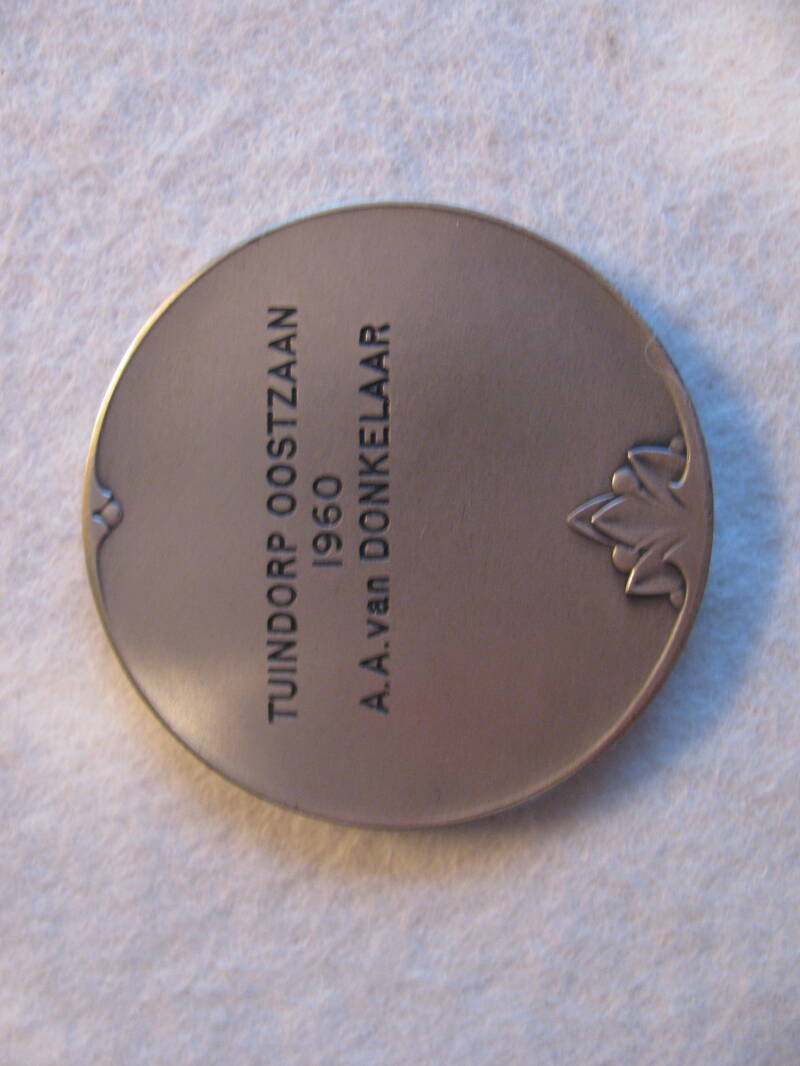 TUINDORP OOSTZAAN
1960
A.A.van DONKELAAR